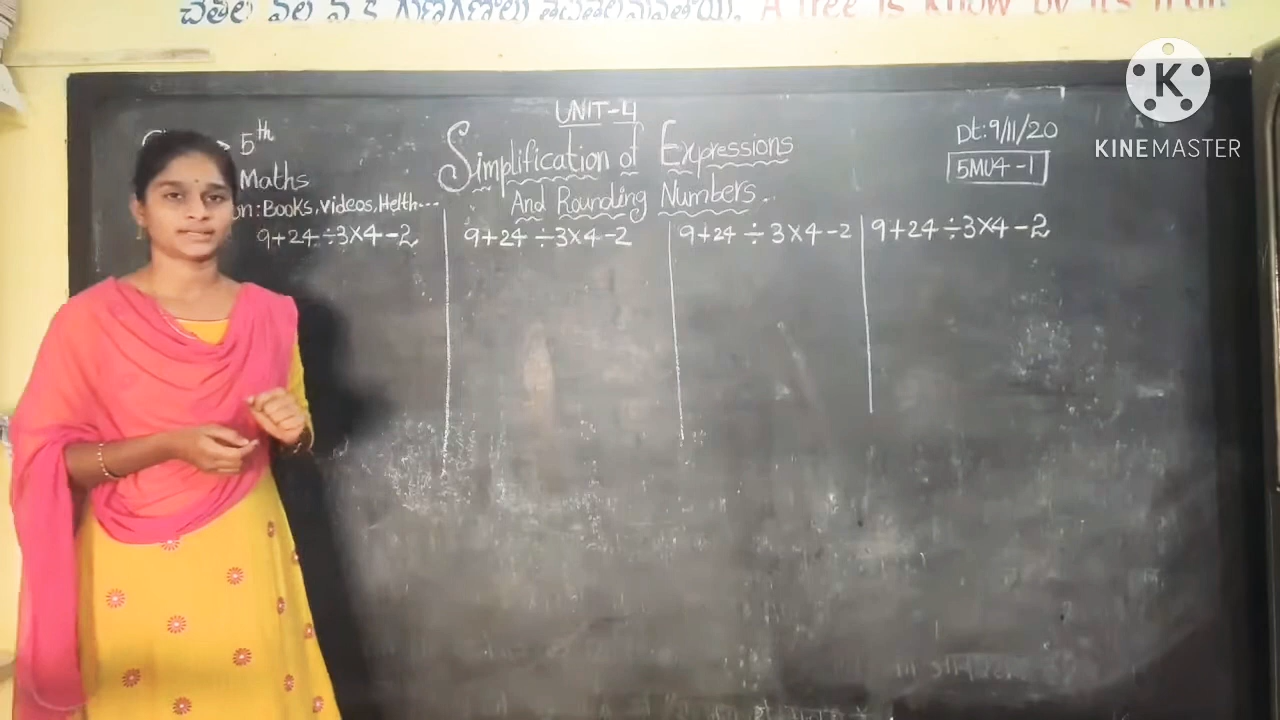 A Tree is know by its fruit
UNIT-4
5th
Dt: 9/11/20
Simplification of Expressions
5MU4-1
Maths
And Rounding Numbers.
on: Books, videos, Helth...
9+24÷3×4-2
9+24÷3×4-2
9+24÷3×4-2
9+24÷3×4-2
K
KINEMASTER